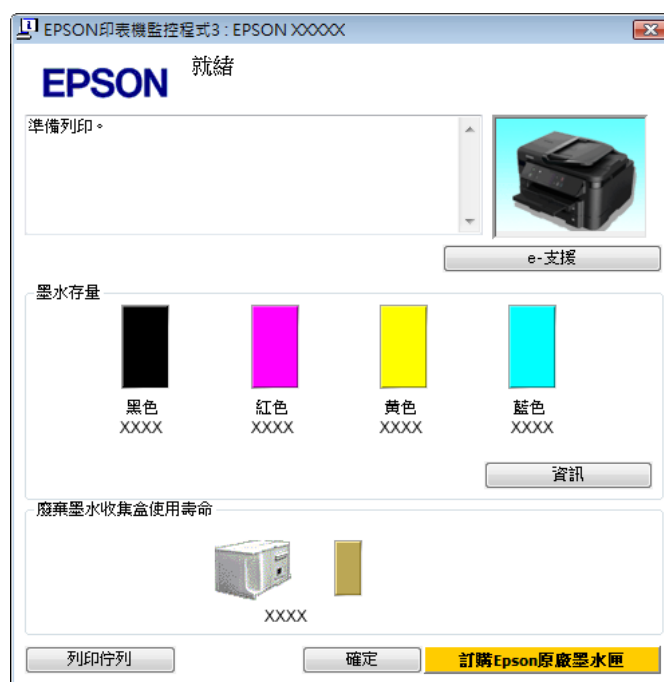 EPSON印表機監控程式3 : EPSON XXXXX
EPSON
就緒
準備列印。
e-支援
墨水存量
黑色 紅色 黃色 藍色
XXXX XXXX XXXX XXXX
資訊
廢棄墨水收集盒使用壽命
XXXX
列印佇列 確定 訂購Epson原廠墨水匣